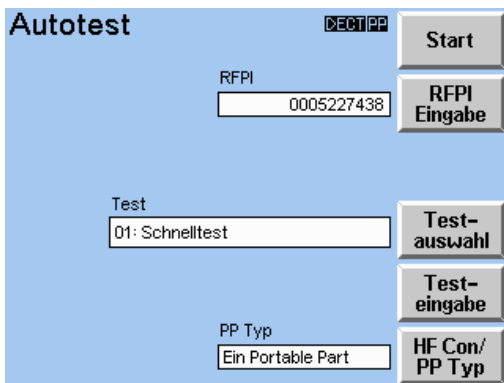 Autotest
DECT PP
Start
RFPI
0005227438
RFPI
Eingabe
Test
01: Schnelltest
Test-
auswahl
Test-
eingabe
PP Typ
Ein Portable Part
HF Con/
PP Typ